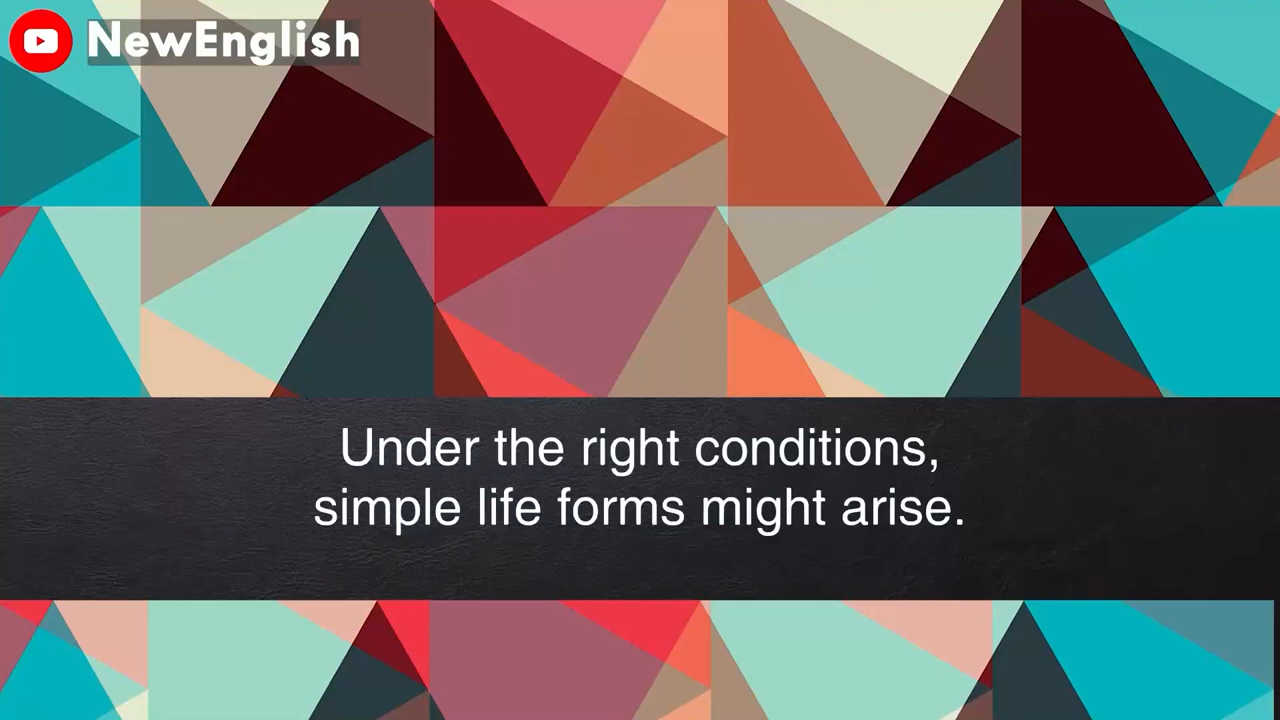 NewEnglish
Under the right conditions,
simple life forms might arise.